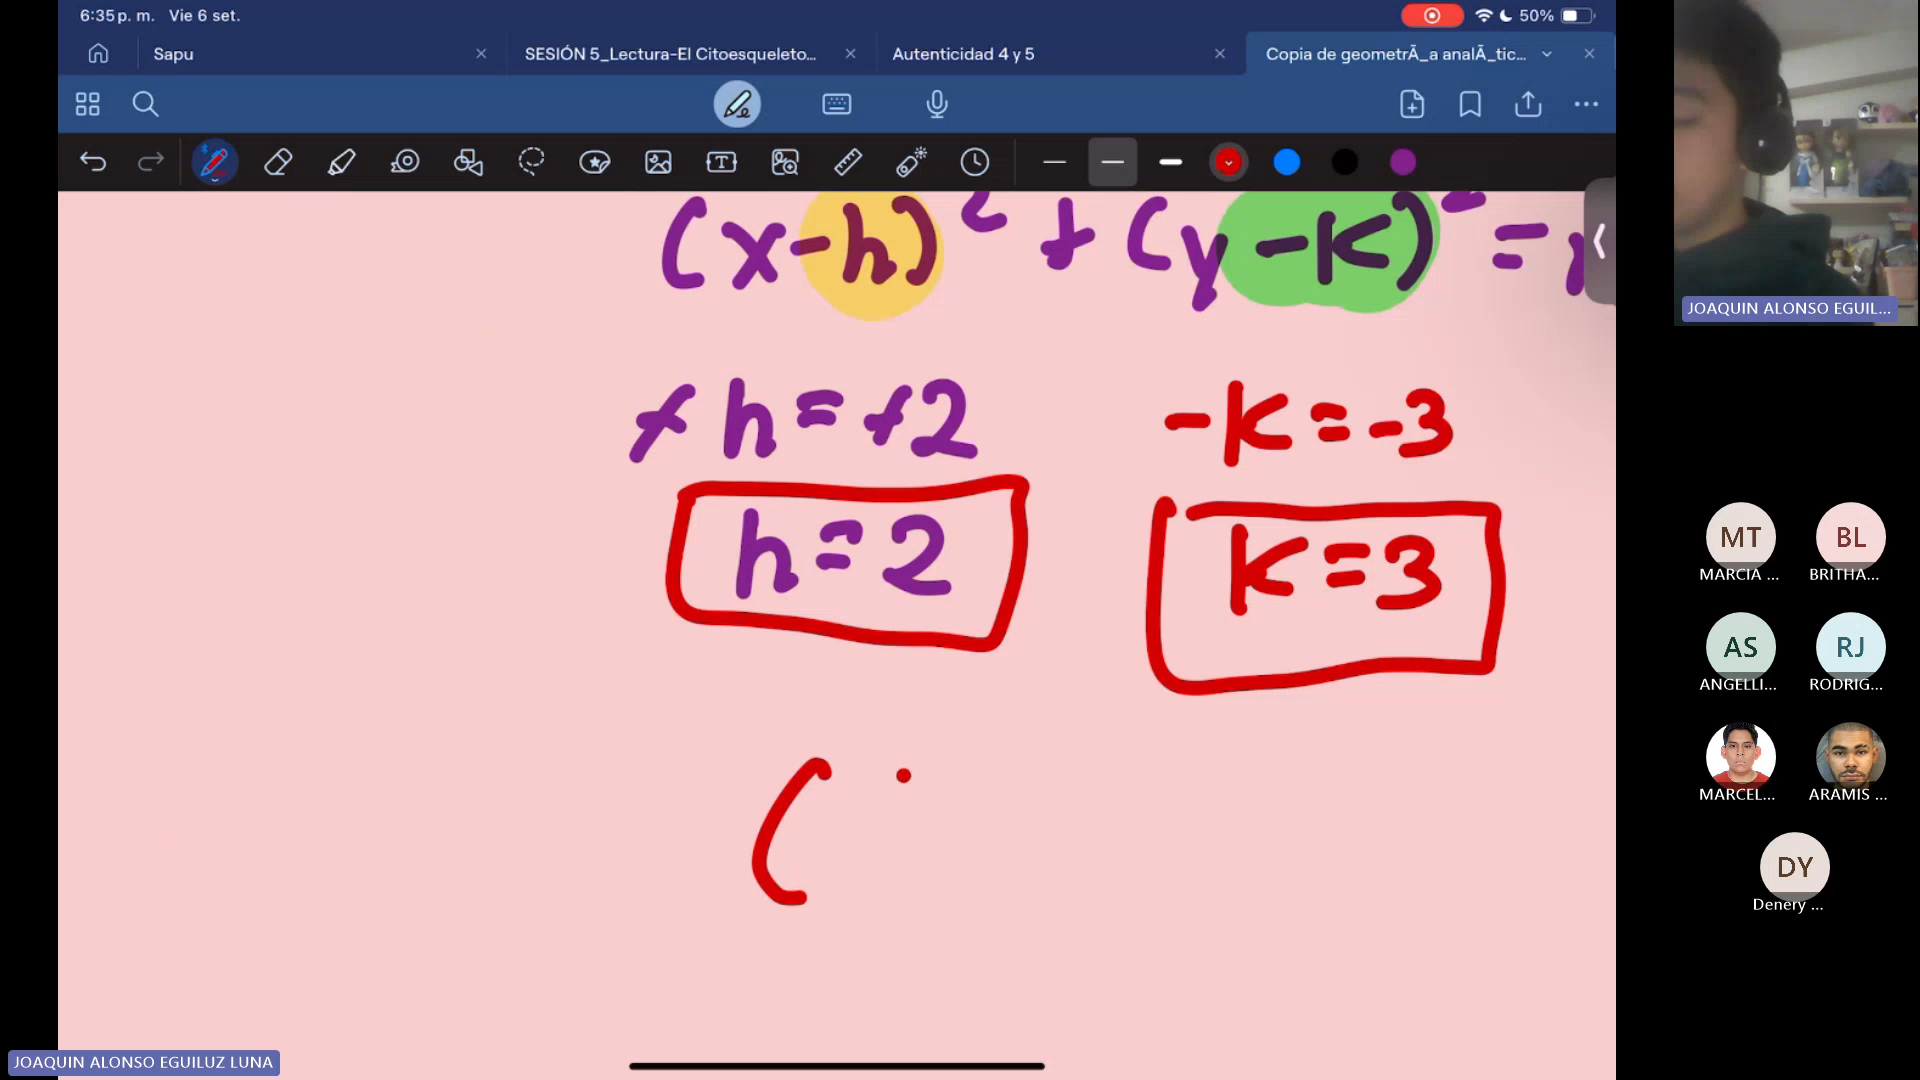 6:35 p. m. Vie 6 set. 50%
Sapu
SESIÓN 5_Lectura-El Citoesqueleto...
Autenticidad 4 y 5
Copia de geometrÃ_a analÃ_tic...
(x-h)² + (y-k)² =
+h=+2
-k=-3
h=2
k=3
(
JOAQUIN ALONSO EGUIL...
MT
MARCIA ...
BL
BRITHA...
AS
ANGELLI...
RJ
RODRIG...
MARCEL...
ARAMIS ...
DY
Denery ...
JOAQUIN ALONSO EGUILUZ LUNA